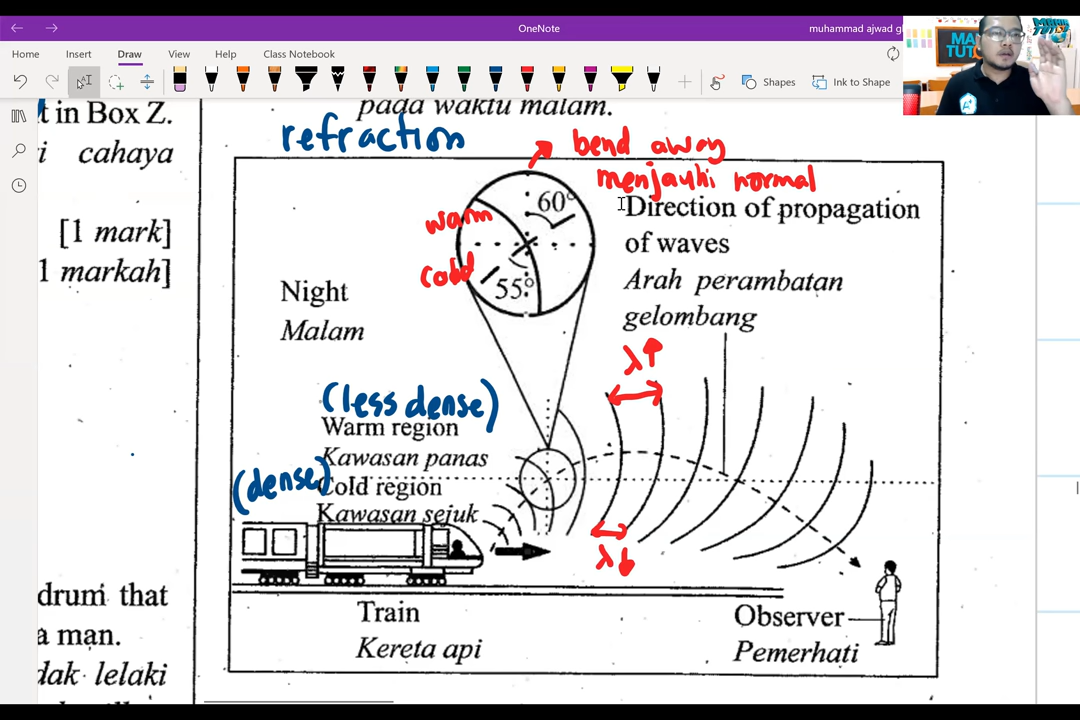 OneNote
muhammad ajwad gh
Home Insert Draw View Help Class Notebook
Shapes
Ink to Shape
t in Box Z.
i cahaya
[1 mark]
1 markah]
drum that
a man.
dak lelaki
pada waktu malam.
refraction
bend away
menjauhi normal
60°
warm
cold
55°
Direction of propagation
of waves
Arah perambatan
gelombang
Night
Malam
λ↑
(less dense)
Warm region
Kawasan panas
(dense)
Cold region
Kawasan sejuk
λ↓
Train
Kereta api
Observer
Pemerhati